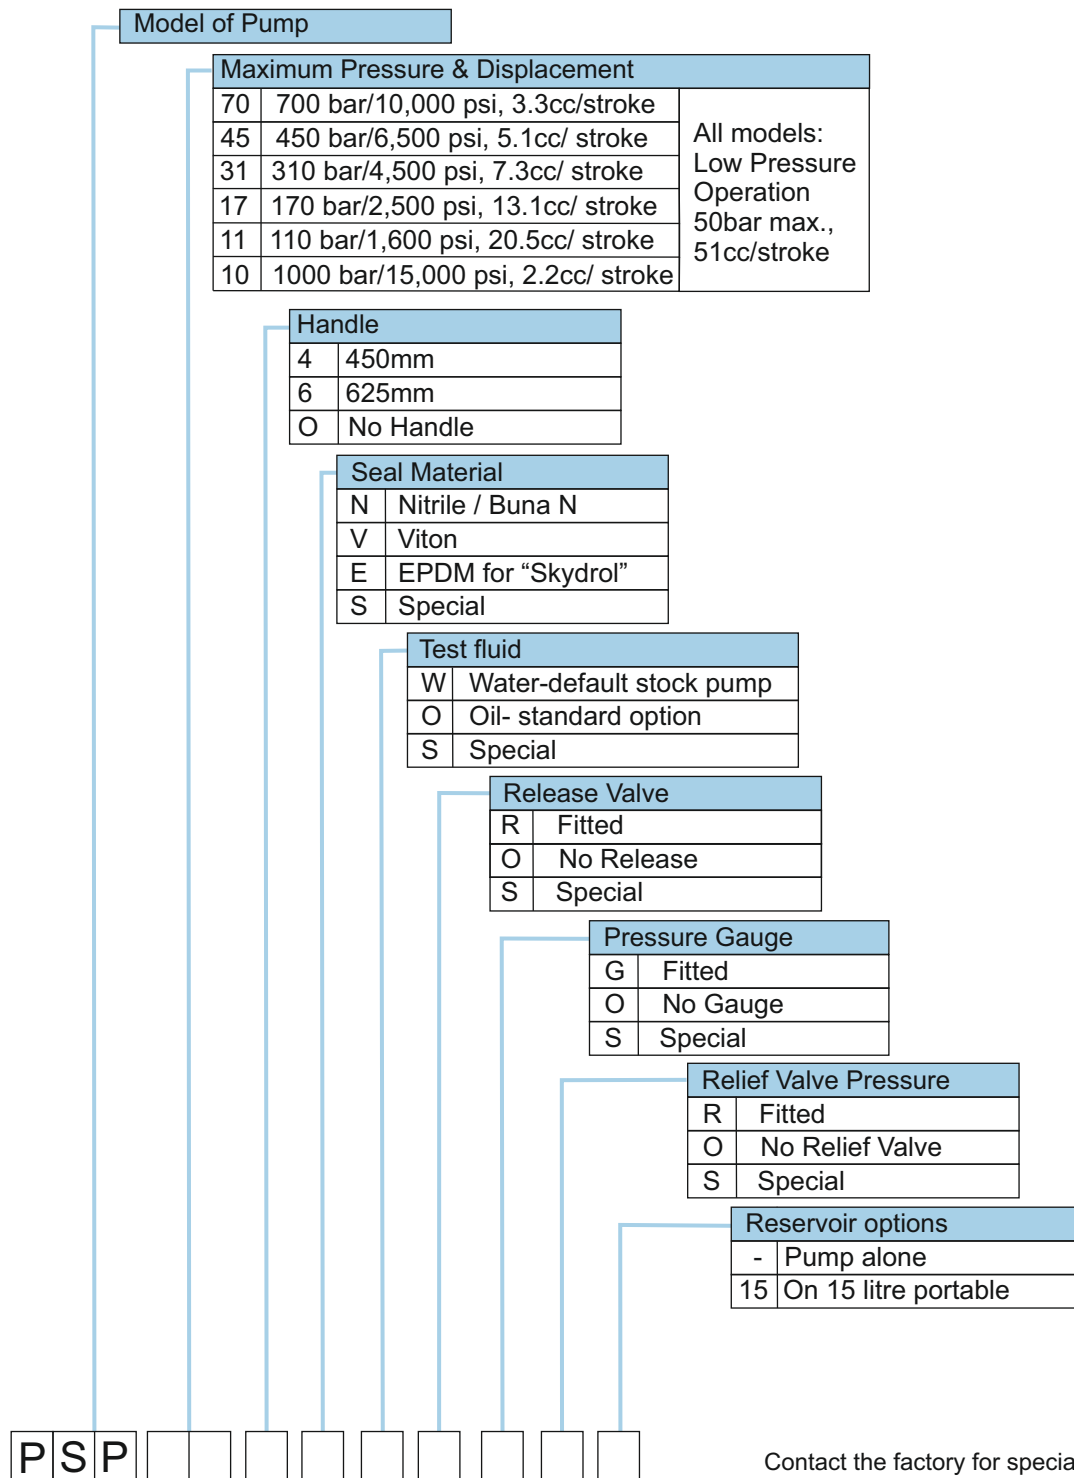 Model of Pump
Maximum Pressure & Displacement
70 700 bar/10,000 psi, 3.3cc/stroke
45 450 bar/6,500 psi, 5.1cc/ stroke
31 310 bar/4,500 psi, 7.3cc/ stroke
17 170 bar/2,500 psi, 13.1cc/ stroke
11 110 bar/1,600 psi, 20.5cc/ stroke
10 1000 bar/15,000 psi, 2.2cc/ stroke
All models:
Low Pressure
Operation
50bar max.,
51cc/stroke
Handle
4 450mm
6 625mm
O No Handle
Seal Material
N Nitrile / Buna N
V Viton
E EPDM for “Skydrol”
S Special
Test fluid
W Water-default stock pump
O Oil- standard option
S Special
Release Valve
R Fitted
O No Release
S Special
Pressure Gauge
G Fitted
O No Gauge
S Special
Relief Valve Pressure
R Fitted
O No Relief Valve
S Special
Reservoir options
- Pump alone
15 On 15 litre portable
P S P
Contact the factory for specia